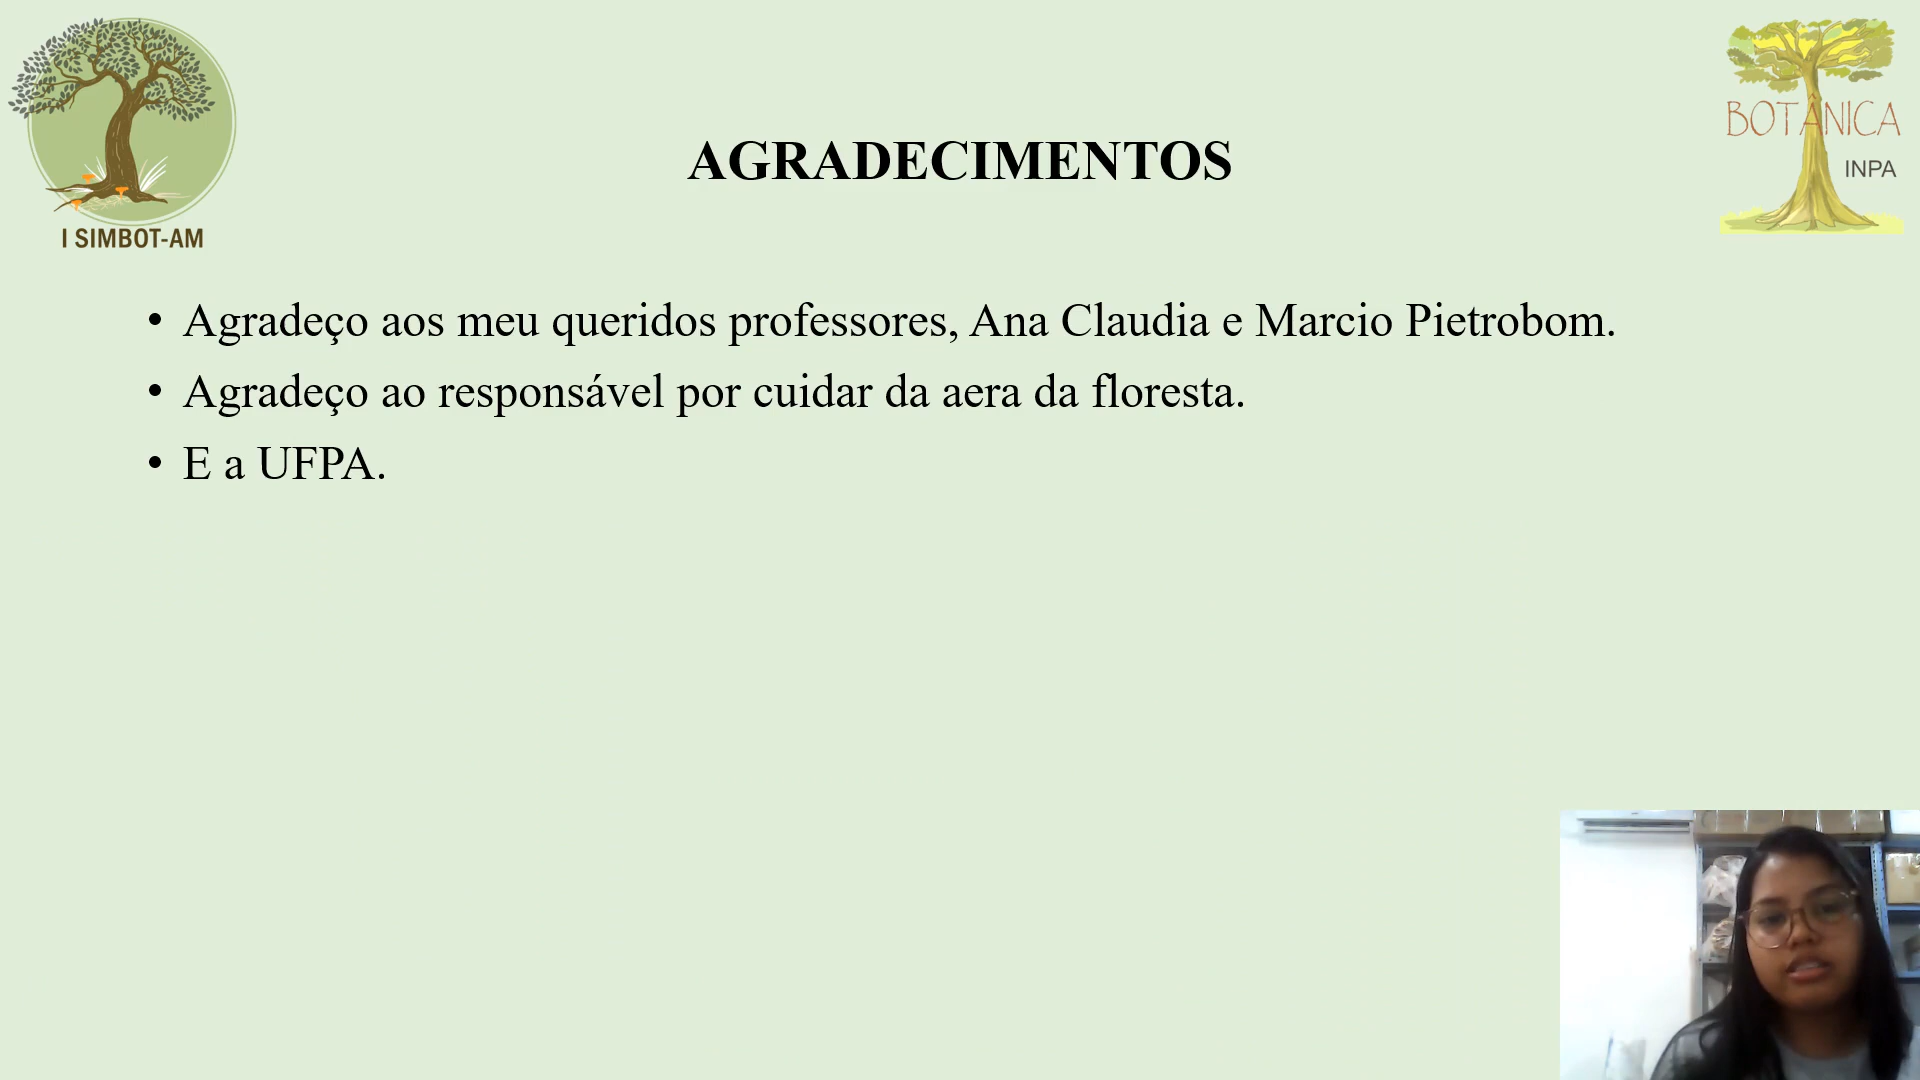 I SIMBOT-AM
BOTÂNICA
INPA
AGRADECIMENTOS
• Agradeço aos meu queridos professores, Ana Claudia e Marcio Pietrobom.
• Agradeço ao responsável por cuidar da aera da floresta.
• E a UFPA.